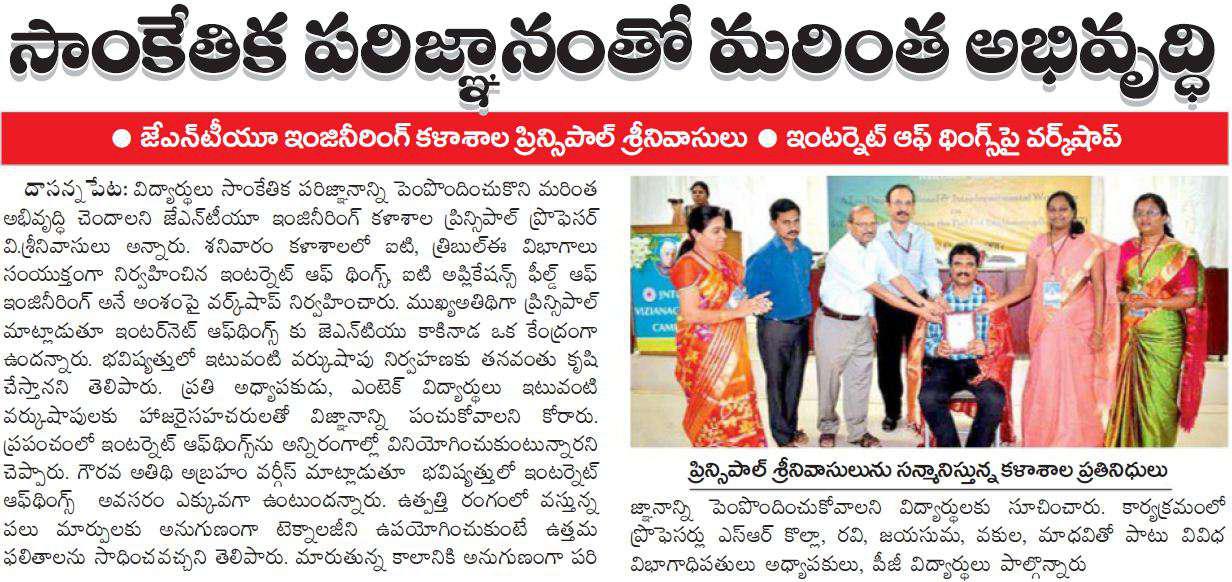 సాంకేతిక పరిజ్ఞానంతో మరింత అభివృద్ధి
● జేఎన్‌టీయూ ఇంజినీరింగ్ కళాశాల ప్రిన్సిపాల్ శ్రీనివాసులు ● ఇంటర్నెట్ ఆఫ్ థింగ్స్‌పై వర్క్‌షాప్
దాసన్నపేట: విద్యార్థులు సాంకేతిక పరిజ్ఞానాన్ని పెంపొందించుకొని మరింత
అభివృద్ధి చెందాలని జేఎన్‌టీయూ ఇంజినీరింగ్ కళాశాల ప్రిన్సిపాల్ ప్రొఫెసర్
వి.శ్రీనివాసులు అన్నారు. శనివారం కళాశాలలో ఐటి, త్రిబుల్ఈ విభాగాలు
సంయుక్తంగా నిర్వహించిన ఇంటర్నెట్ ఆఫ్ థింగ్స్, ఐటి అప్లికేషన్స్ ఫీల్డ్ ఆఫ్
ఇంజినీరింగ్ అనే అంశంపై వర్క్‌షాప్ నిర్వహించారు. ముఖ్యఅతిథిగా ప్రిన్సిపాల్
మాట్లాడుతూ ఇంటర్‌నెట్ ఆఫ్‌థింగ్స్ కు జెఎన్‌టియు కాకినాడ ఒక కేంద్రంగా
ఉందన్నారు. భవిష్యత్తులో ఇటువంటి వర్కుషాపు నిర్వహణకు తనవంతు కృషి
చేస్తానని తెలిపారు. ప్రతి అధ్యాపకుడు, ఎంటెక్ విద్యార్థులు ఇటువంటి
వర్కుషాపులకు హాజరైసహచరులతో విజ్ఞానాన్ని పంచుకోవాలని కోరారు.
ప్రపంచంలో ఇంటర్నెట్ ఆఫ్‌థింగ్స్‌ను అన్నిరంగాల్లో వినియోగించుకుంటున్నారని
చెప్పారు. గౌరవ అతిథి అబ్రహం వర్గీస్ మాట్లాడుతూ భవిష్యత్తులో ఇంటర్నెట్
ఆఫ్‌థింగ్స్ అవసరం ఎక్కువగా ఉంటుందన్నారు. ఉత్పత్తి రంగంలో వస్తున్న
పలు మార్పులకు అనుగుణంగా టెక్నాలజీని ఉపయోగించుకుంటే ఉత్తమ
ఫలితాలను సాధించవచ్చని తెలిపారు. మారుతున్న కాలానికి అనుగుణంగా పరి
JNTU
VIZIANA
CAM
ప్రిన్సిపాల్ శ్రీనివాసులును సన్మానిస్తున్న కళాశాల ప్రతినిధులు
జ్ఞానాన్ని పెంపొందించుకోవాలని విద్యార్థులకు సూచించారు. కార్యక్రమంలో
ప్రొఫెసర్లు ఎస్ఆర్ కొల్లా, రవి, జయసుమ, వకుల, మాధవితో పాటు వివిధ
విభాగాధిపతులు అధ్యాపకులు, పీజీ విద్యార్థులు పాల్గొన్నారు